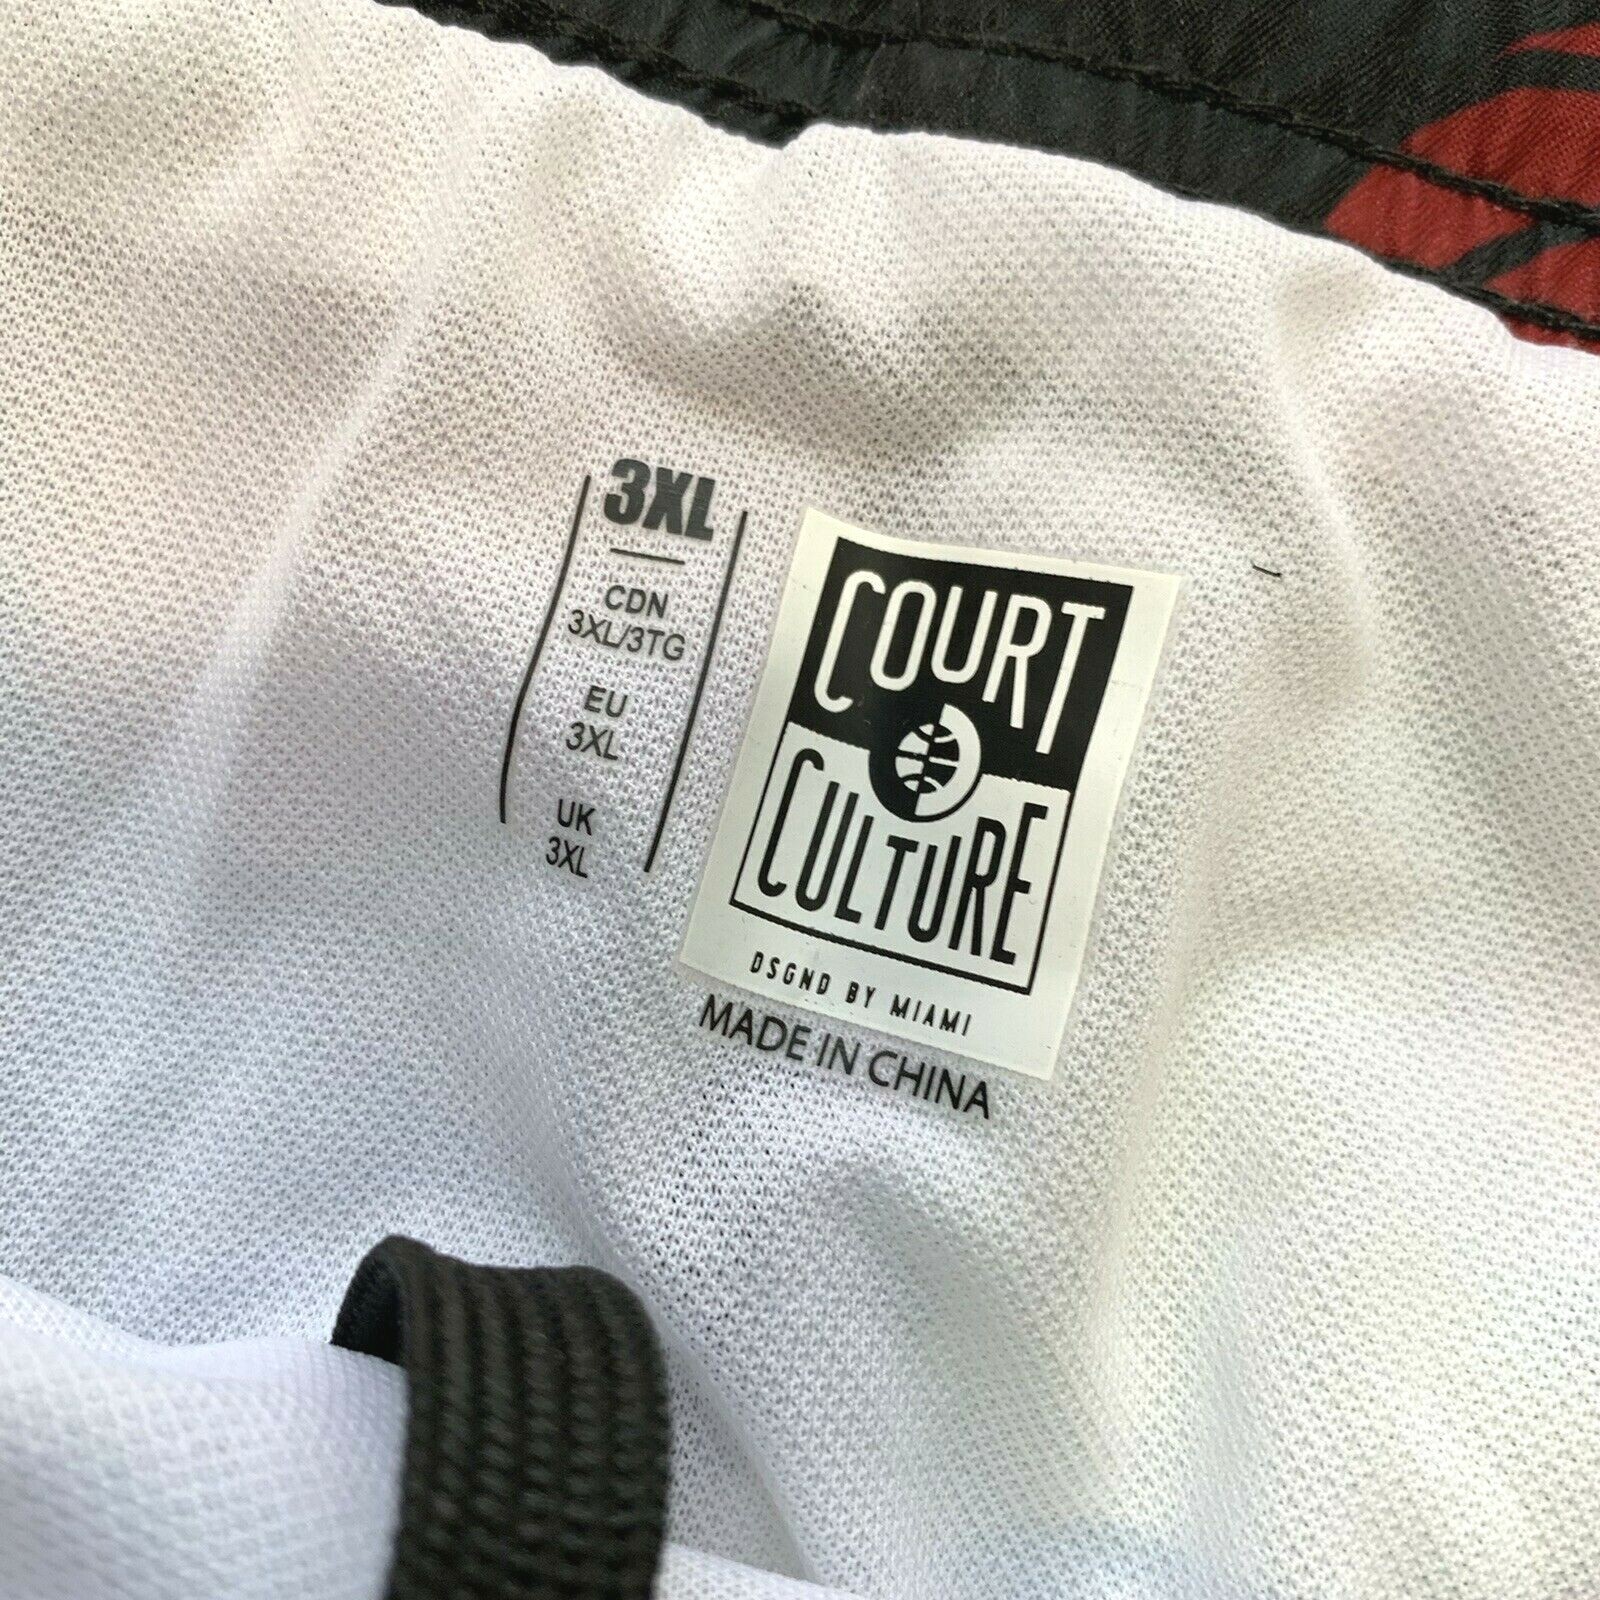 3XL
CDN
3XL/3TG
EU
3XL
UK
3XL
COURT
CULTURE
DSGND BY MIAMI
MADE IN CHINA